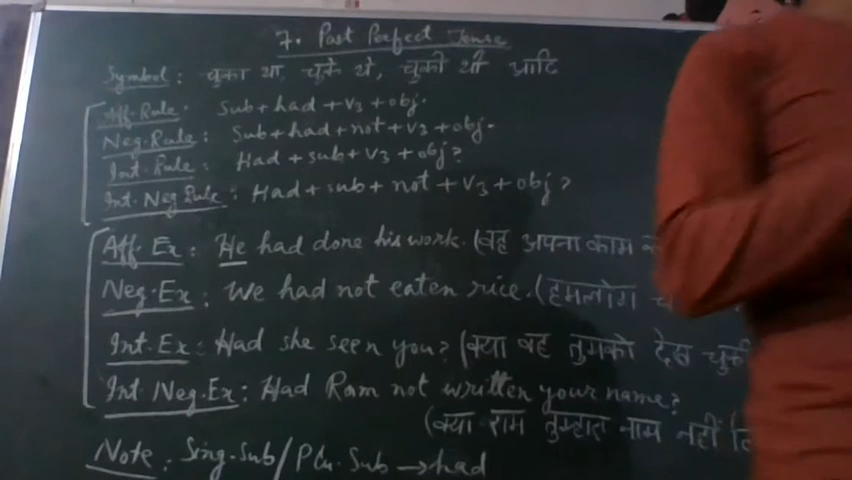 7. Past Perfect Tense
Symbol : चुका था, चुके थे, चुकी थी आदि
Aff. Rule : Sub + had + v3 + obj.
Neg. Rule : Sub + had + not + v3 + obj.
Int. Rule : Had + sub + v3 + obj ?
Int. Neg Rule : Had + sub + not + v3 + obj ?
Aff. Ex : He had done his work. (वह अपना काम
Neg. Ex : We had not eaten rice. (हमलोग
Int. Ex : Had she seen you? (क्या वह तुमको देख
Int Neg. Ex : Had Ram not written your name?
(क्या राम तुम्हारा नाम नहीं
Note : Sing. Sub / Plu. Sub → had